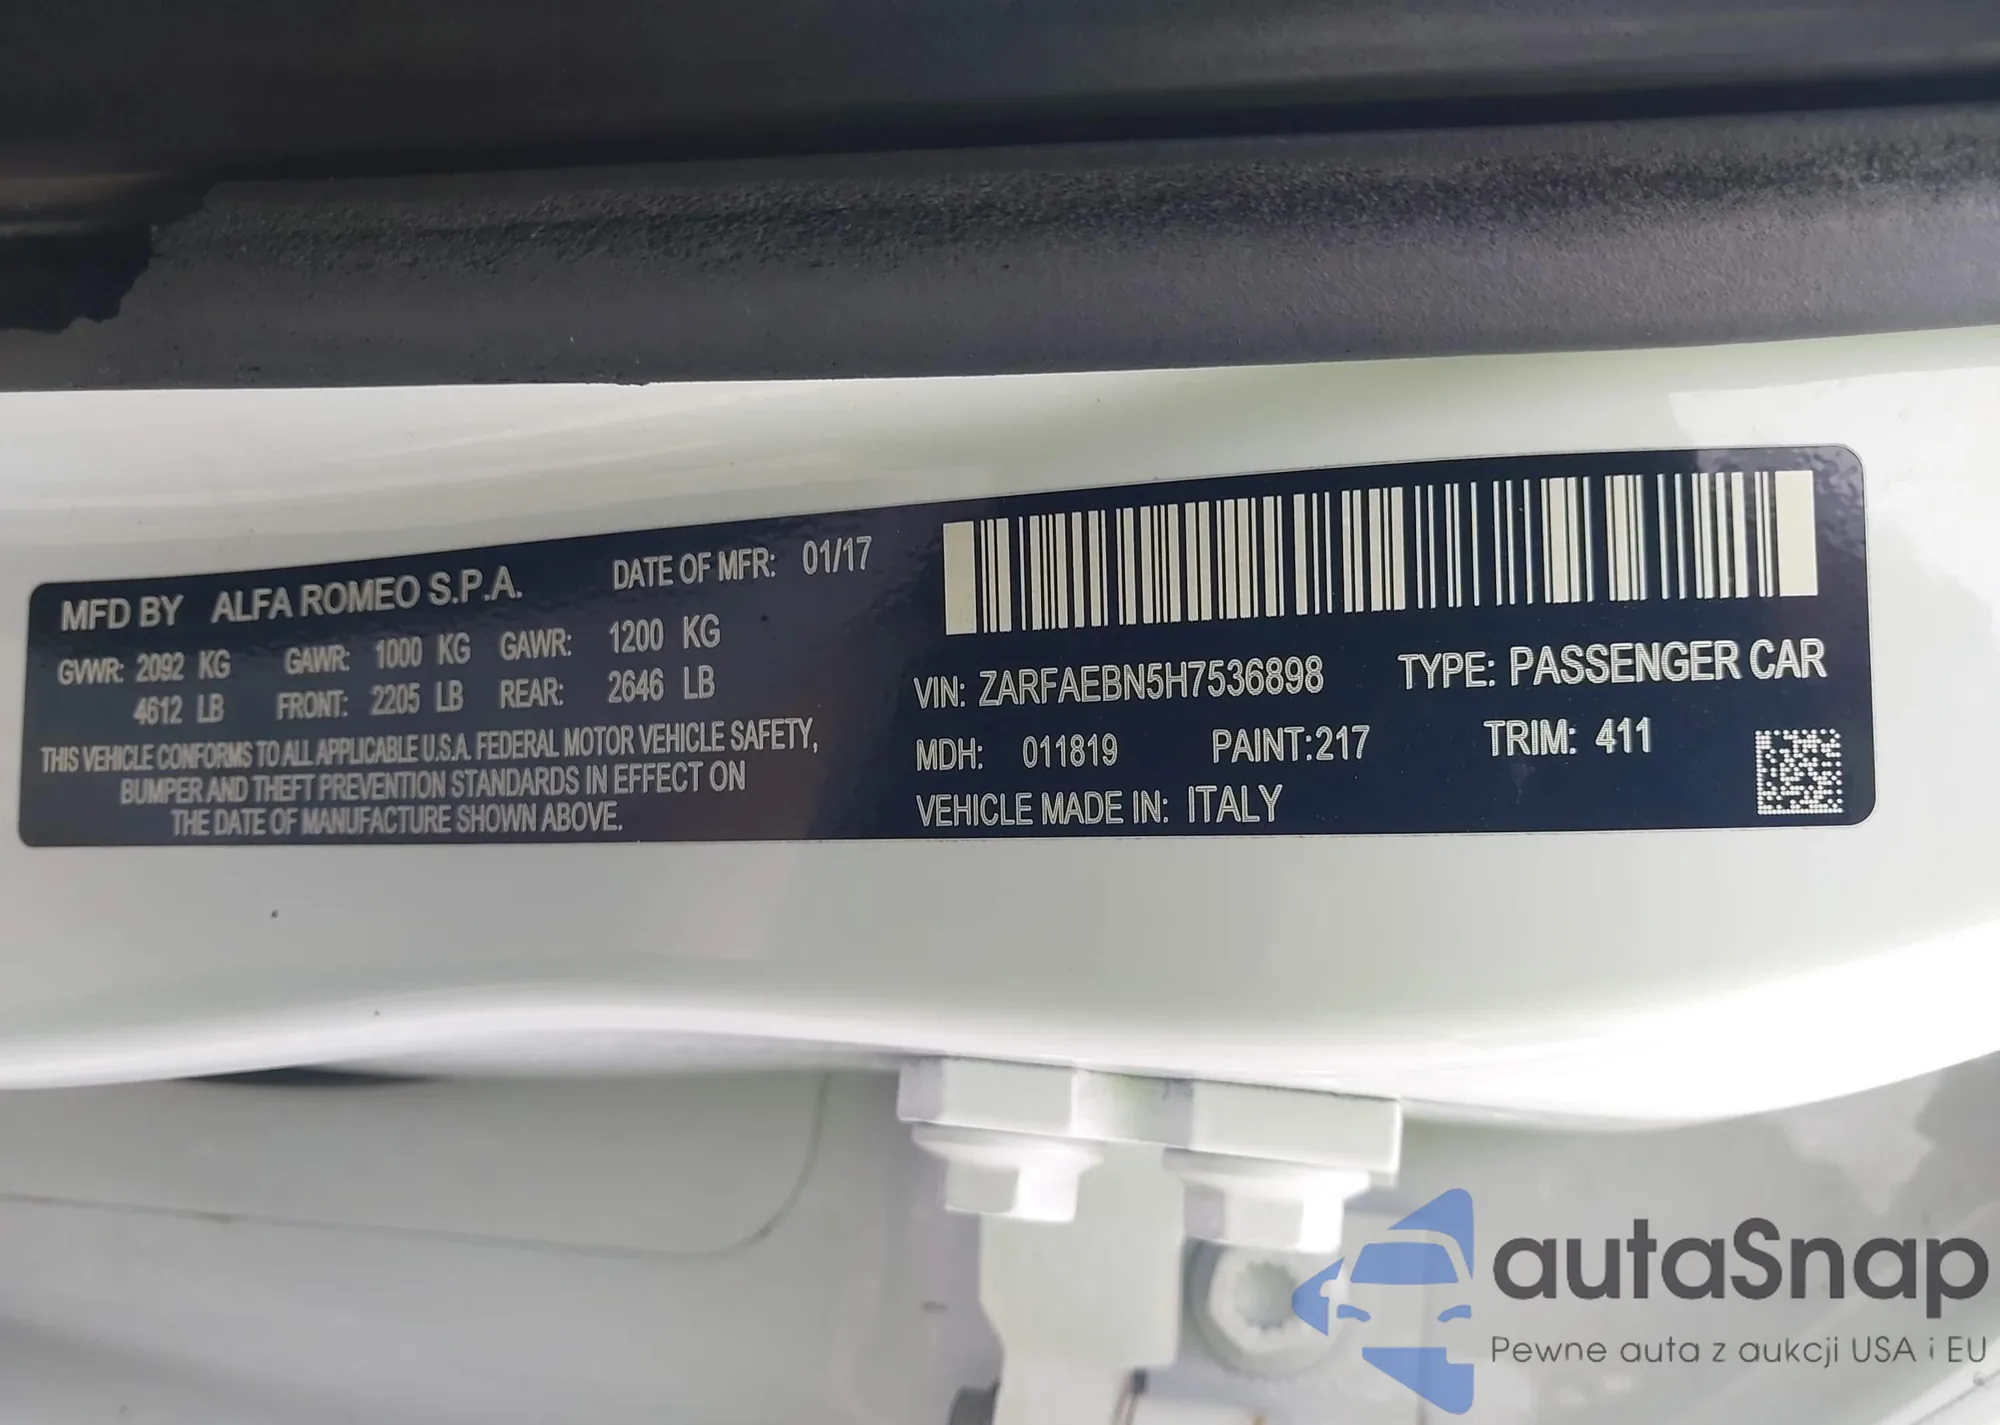 MFD BY ALFA ROMEO S.P.A. DATE OF MFR: 01/17
GVWR: 2092 KG GAWR: 1000 KG GAWR: 1200 KG
4612 LB FRONT: 2205 LB REAR: 2646 LB
THIS VEHICLE CONFORMS TO ALL APPLICABLE U.S.A. FEDERAL MOTOR VEHICLE SAFETY,
BUMPER AND THEFT PREVENTION STANDARDS IN EFFECT ON
THE DATE OF MANUFACTURE SHOWN ABOVE.
VIN: ZARFAEBN5H7536898 TYPE: PASSENGER CAR
MDH: 011819 PAINT:217 TRIM: 411
VEHICLE MADE IN: ITALY
autaSnap
Pewne auta z aukcji USA i EU